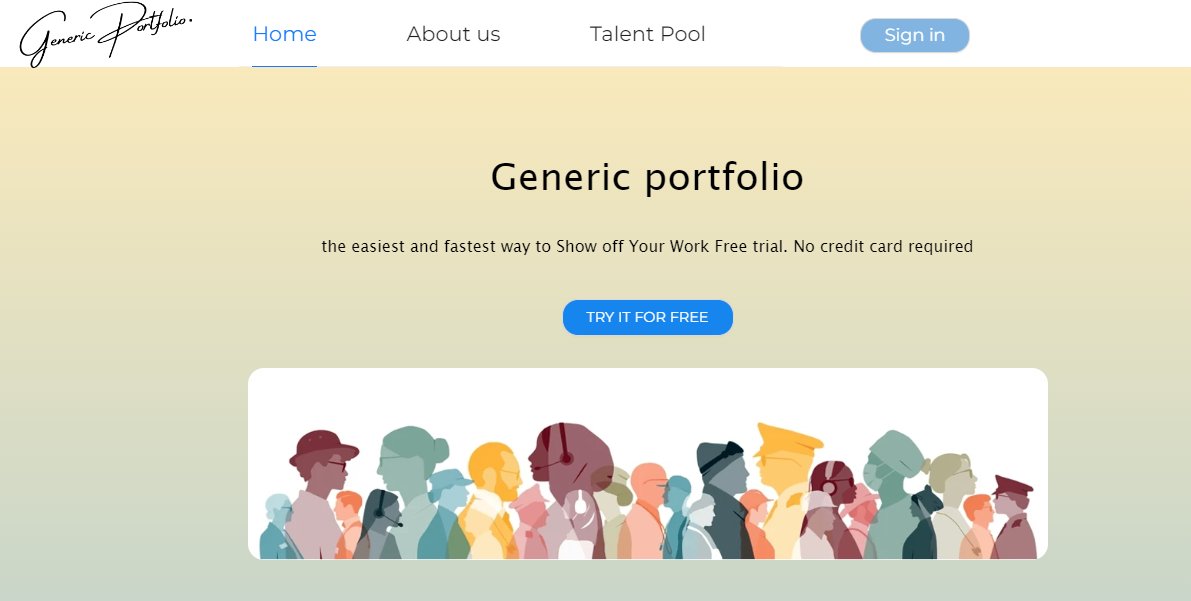 Generic Portfolio.
Home
About us
Talent Pool
Sign in
Generic portfolio
the easiest and fastest way to Show off Your Work Free trial. No credit card required
TRY IT FOR FREE